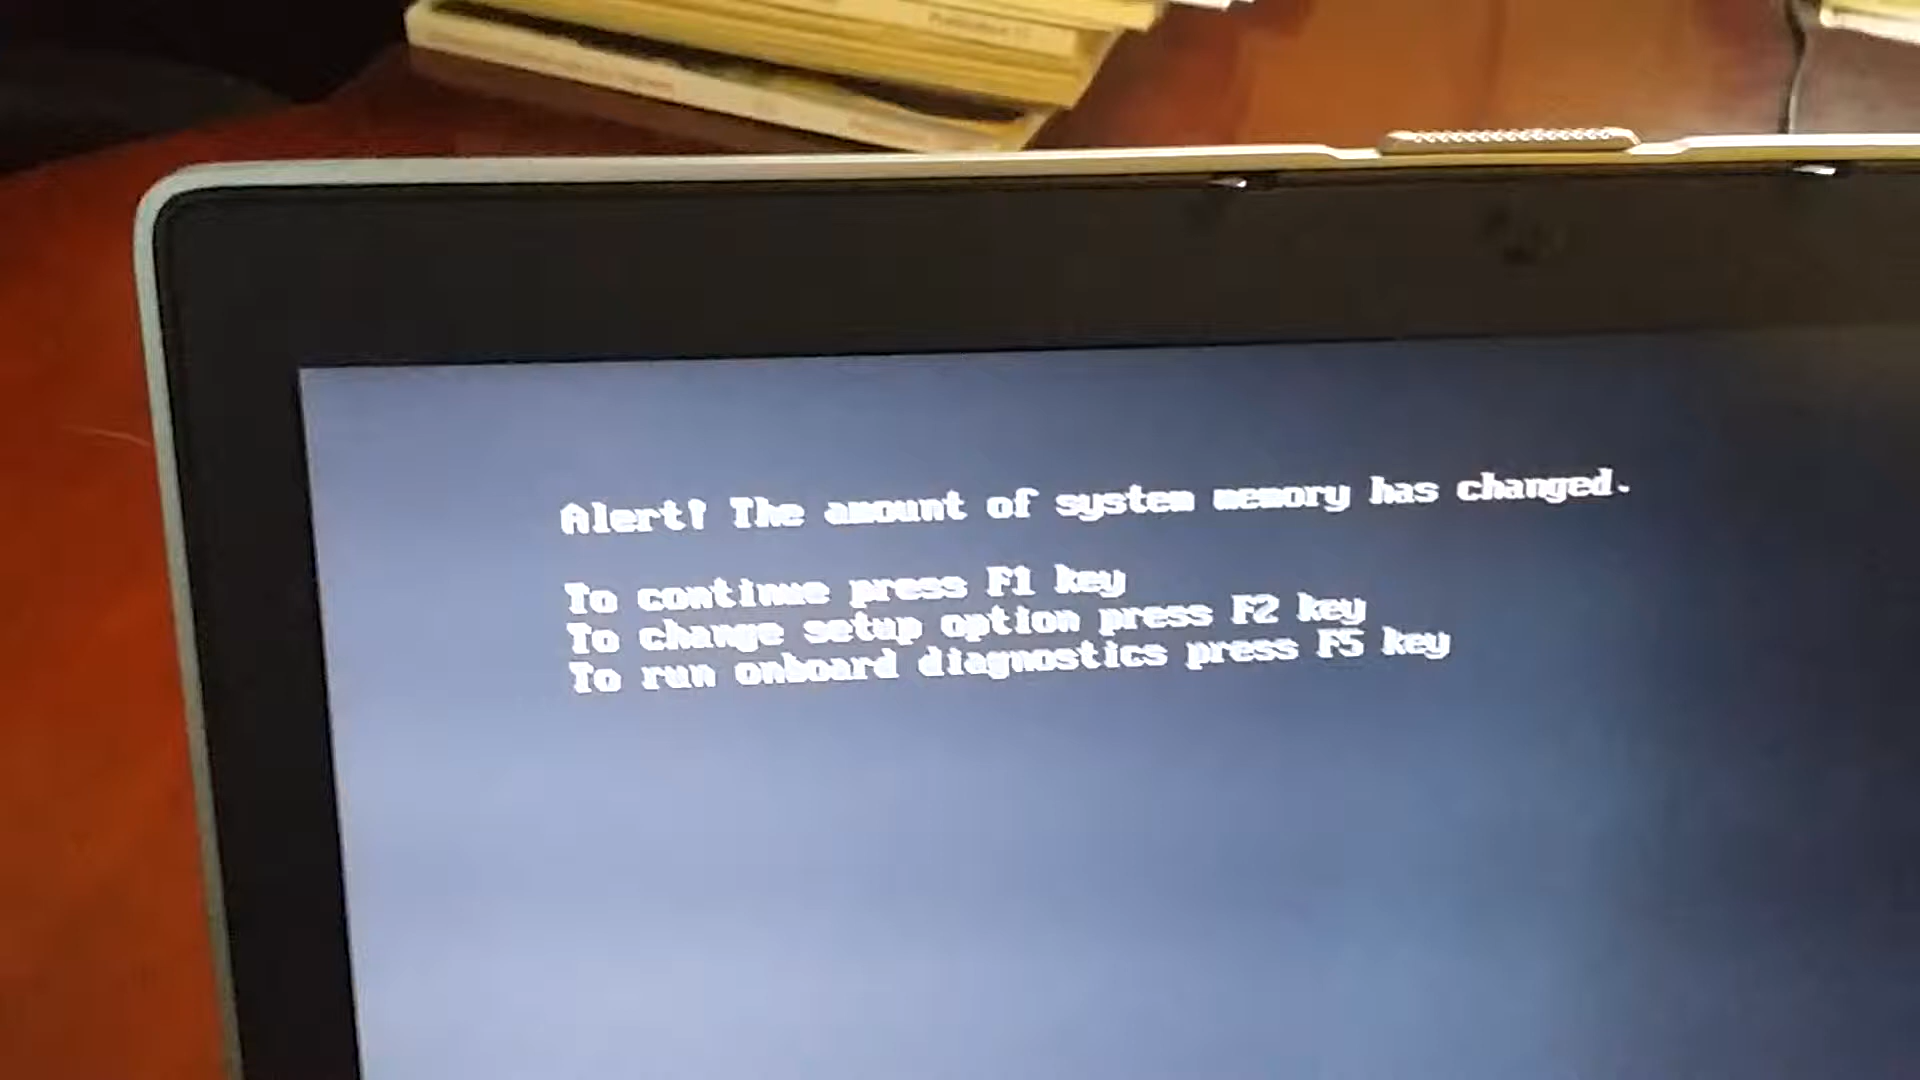 Alert! The amount of system memory has changed.
To continue press F1 key
To change setup option press F2 key
To run onboard diagnostics press F5 key